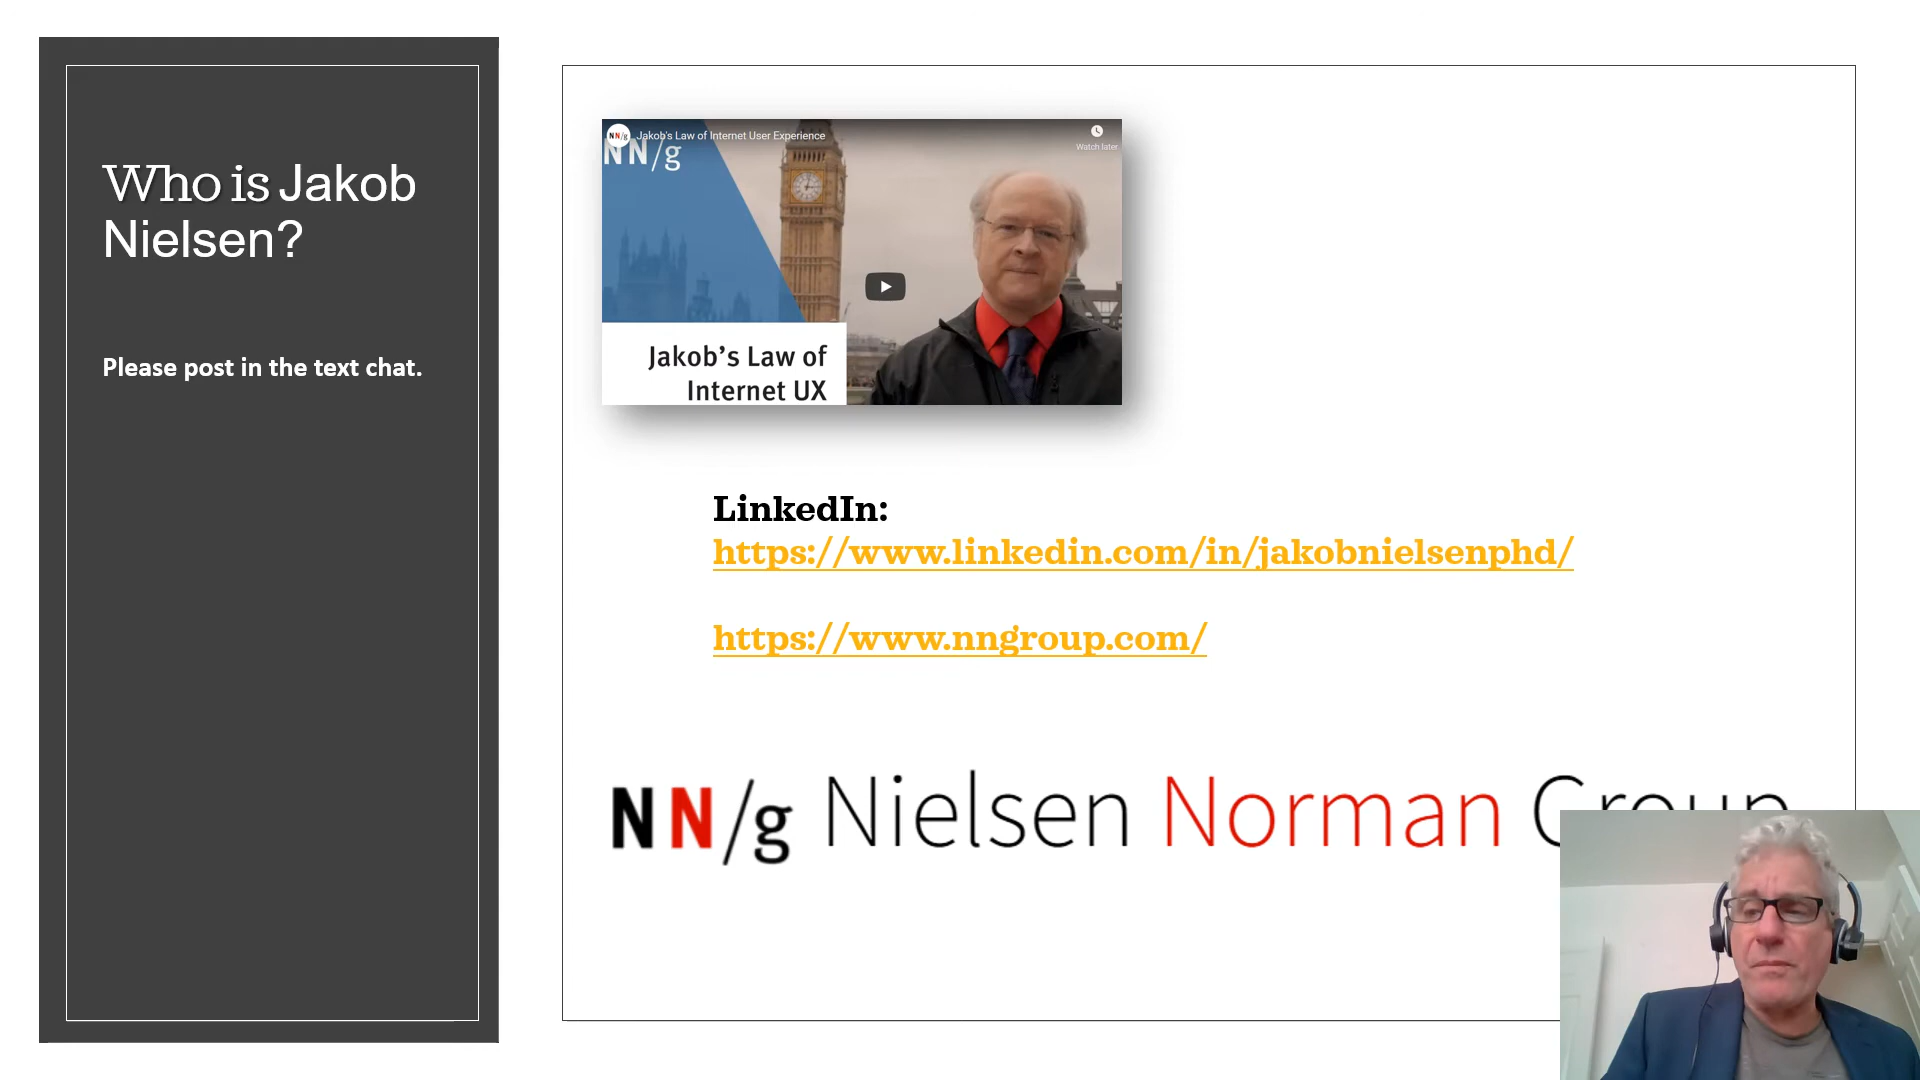 Who is Jakob
Nielsen?
Please post in the text chat.
NN/g Jakob's Law of Internet User Experience
Watch later
NN/g
Jakob's Law of
Internet UX
LinkedIn:
https://www.linkedin.com/in/jakobnielsenphd/
https://www.nngroup.com/
NN/g Nielsen Norman Group